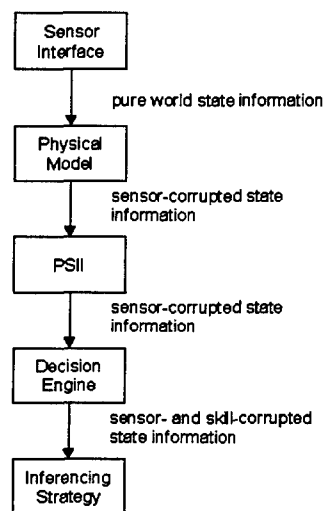 Sensor
Interface
pure world state information
Physical
Model
sensor-corrupted state
information
PSII
sensor-corrupted state
information
Decision
Engine
sensor- and skill-corrupted
state information
Inferencing
Strategy